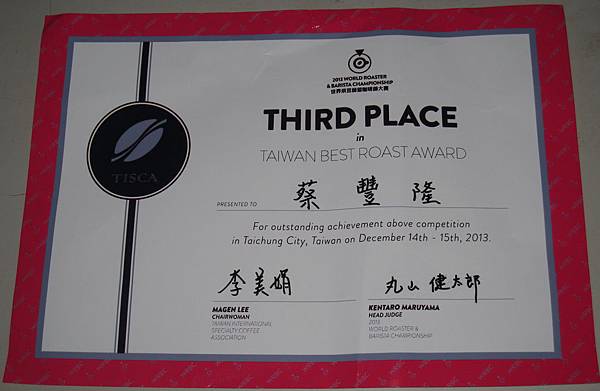 2013 WORLD ROASTER
& BARISTA CHAMPIONSHIP
世界烘豆師暨咖啡師大賽
THIRD PLACE
in
TAIWAN BEST ROAST AWARD
TISCA
PRESENTED TO 蔡豐隆
For outstanding achievement above competition
in Taichung City, Taiwan on December 14th - 15th, 2013.
李美娟
MAGEN LEE
CHAIRWOMAN
TAIWAN INTERNATIONAL
SPECIALTY COFFEE
ASSOCIATION
丸山健太郎
KENTARO MARUYAMA
HEAD JUDGE
2013
WORLD ROASTER &
BARISTA CHAMPIONSHIP